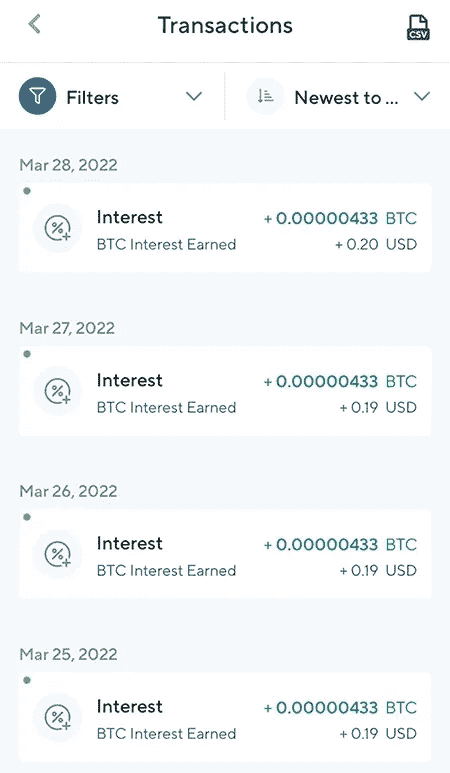 Transactions
CSV
Filters
Newest to ...
Mar 28, 2022
Interest + 0.00000433 BTC
BTC Interest Earned + 0.20 USD
Mar 27, 2022
Interest + 0.00000433 BTC
BTC Interest Earned + 0.19 USD
Mar 26, 2022
Interest + 0.00000433 BTC
BTC Interest Earned + 0.19 USD
Mar 25, 2022
Interest + 0.00000433 BTC
BTC Interest Earned + 0.19 USD